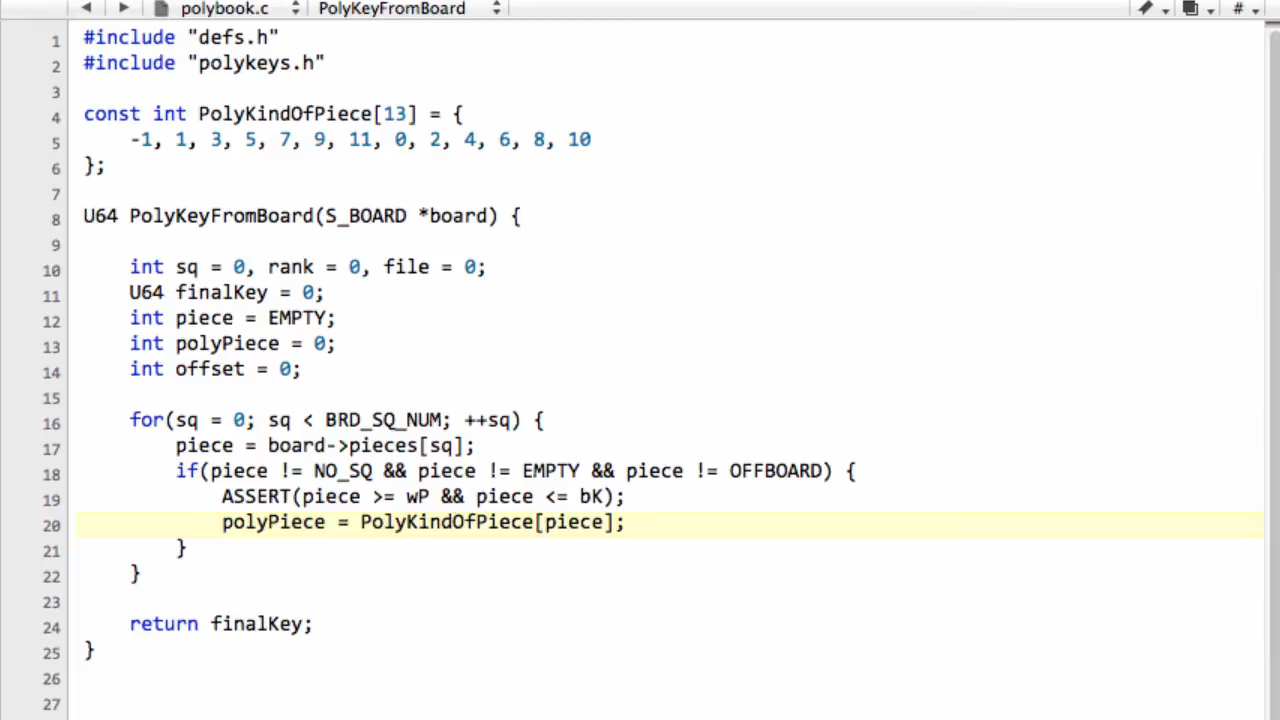 polybook.c PolyKeyFromBoard #
1 #include "defs.h"
2 #include "polykeys.h"
3
4 const int PolyKindOfPiece[13] = {
5 -1, 1, 3, 5, 7, 9, 11, 0, 2, 4, 6, 8, 10
6 };
7
8 U64 PolyKeyFromBoard(S_BOARD *board) {
9
10 int sq = 0, rank = 0, file = 0;
11 U64 finalKey = 0;
12 int piece = EMPTY;
13 int polyPiece = 0;
14 int offset = 0;
15
16 for(sq = 0; sq < BRD_SQ_NUM; ++sq) {
17 piece = board->pieces[sq];
18 if(piece != NO_SQ && piece != EMPTY && piece != OFFBOARD) {
19 ASSERT(piece >= wP && piece <= bK);
20 polyPiece = PolyKindOfPiece[piece];
21 }
22 }
23
24 return finalKey;
25 }
26
27